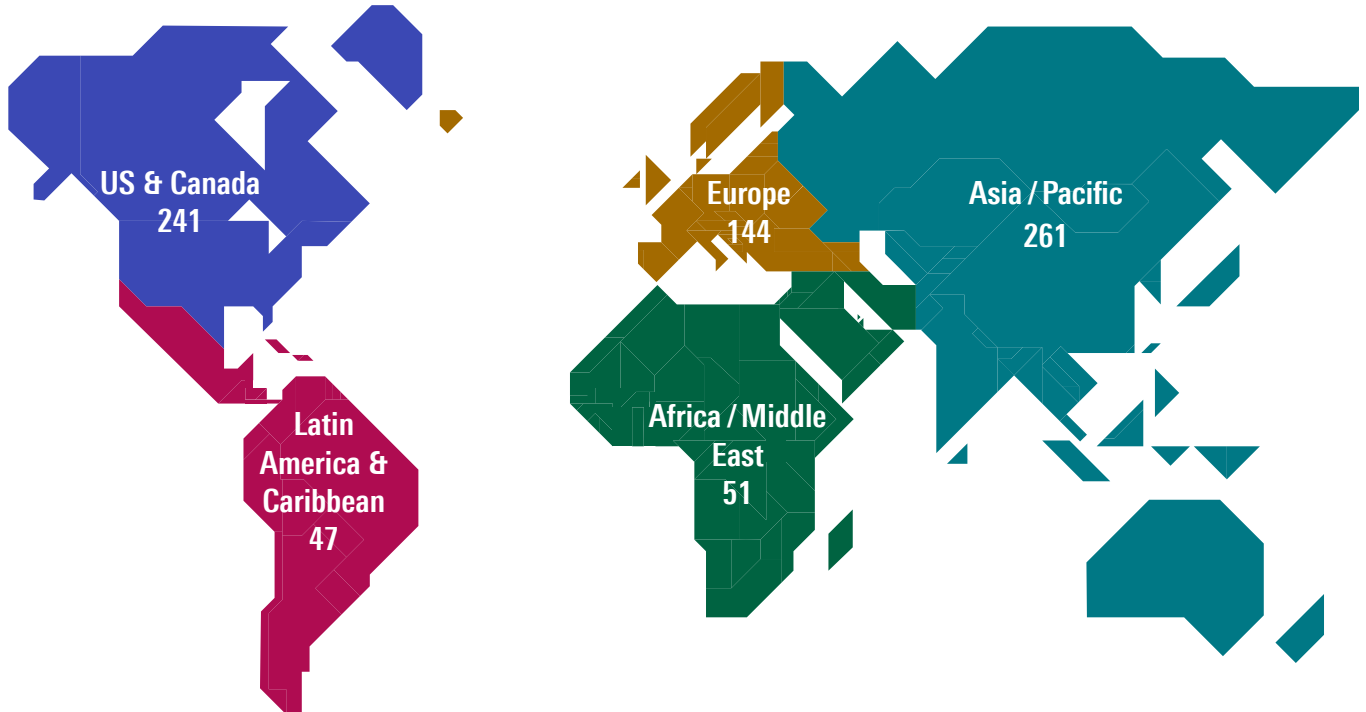 US & Canada
241
Europe
144
Asia / Pacific
261
Latin
America &
Caribbean
47
Africa / Middle
East
51